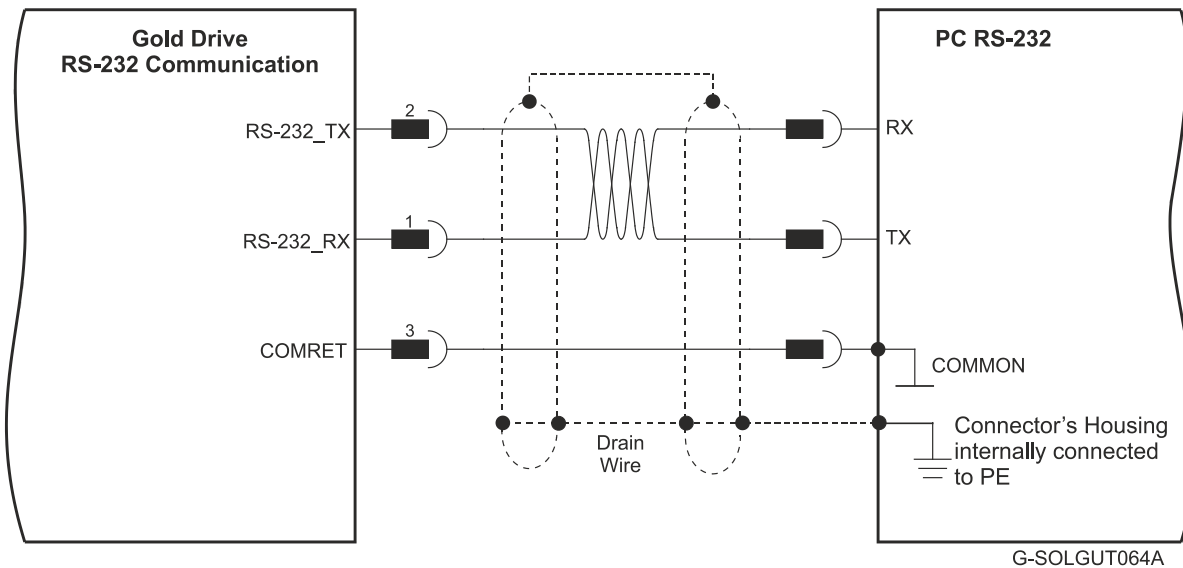 Gold Drive
RS-232 Communication
PC RS-232
2
RS-232_TX
RX
1
RS-232_RX
TX
3
COMRET
COMMON
Drain
Wire
Connector's Housing
internally connected
to PE
G-SOLGUT064A